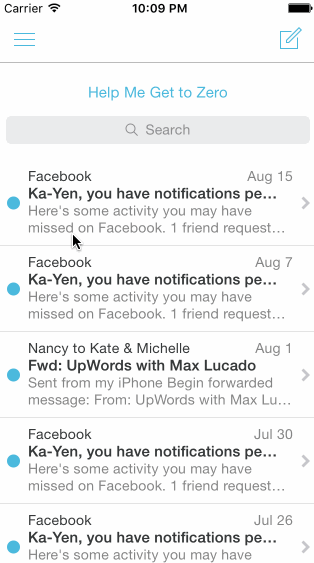 Carrier 10:09 PM
Help Me Get to Zero
Search
Facebook Aug 15
Ka-Yen, you have notifications pe…
Here's some activity you may have
missed on Facebook. 1 friend request…
Facebook Aug 7
Ka-Yen, you have notifications pe…
Here's some activity you may have
missed on Facebook. 1 friend request…
Nancy to Kate & Michelle Aug 1
Fwd: UpWords with Max Lucado
Sent from my iPhone Begin forwarded
message: From: UpWords with Max Lu…
Facebook Jul 30
Ka-Yen, you have notifications pe…
Here's some activity you may have
missed on Facebook. 1 friend request…
Facebook Jul 26
Ka-Yen, you have notifications pe…
Here's some activity you may have